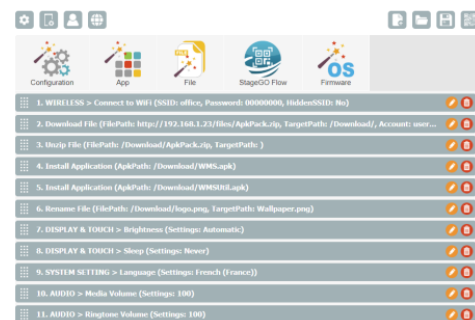 Configuration
App
File
StageGO Flow
OS
Firmware
1. WIRELESS > Connect to WiFi (SSID: office, Password: 00000000, HiddenSSID: No)
2. Download File (FilePath: http://192.168.1.23/files/ApkPack.zip, TargetPath: /Download/, Account: user...
3. Unzip File (FilePath: /Download/ApkPack.zip, TargetPath: )
4. Install Application (ApkPath: /Download/WMS.apk)
5. Install Application (ApkPath: /Download/WMSUtil.apk)
6. Rename File (FilePath: /Download/logo.png, TargetPath: Wallpaper.png)
7. DISPLAY & TOUCH > Brightness (Settings: Automatic)
8. DISPLAY & TOUCH > Sleep (Settings: Never)
9. SYSTEM SETTING > Language (Settings: French (France))
10. AUDIO > Media Volume (Settings: 100)
11. AUDIO > Ringtone Volume (Settings: 100)